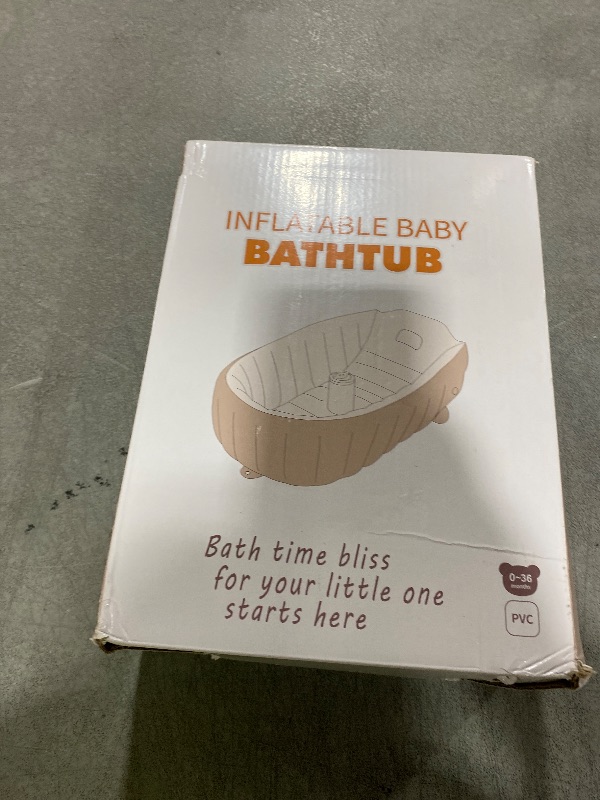 INFLATABLE BABY
BATHTUB
Bath time bliss
for your little one
starts here
0~36
PVC